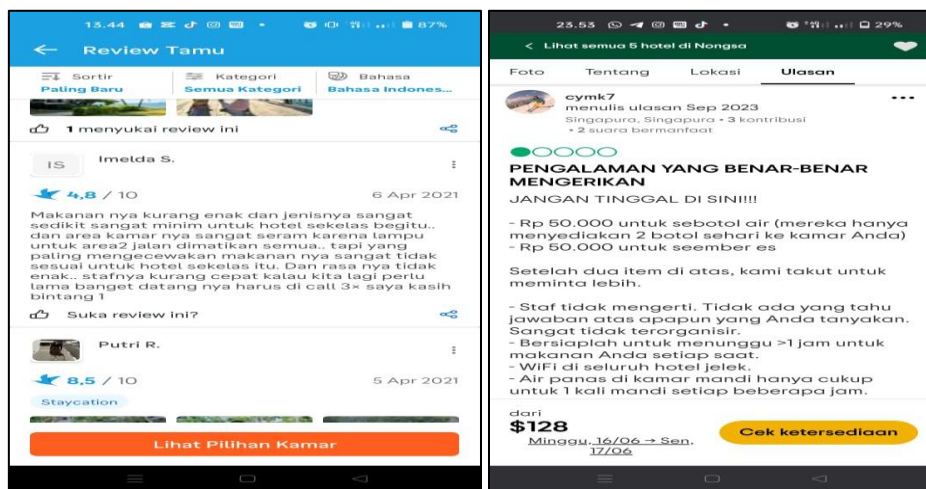 13.44
87%
Review Tamu
Sortir
Paling Baru
Kategori
Semua Kategori
Bahasa
Bahasa Indones...
1 menyukai review ini
IS
Imelda S.
4,8 / 10
6 Apr 2021
Makanan nya kurang enak dan jenisnya sangat
sedikit sangat minim untuk hotel sekelas begitu..
dan area kamar nya sangat seram karena lampu
untuk area2 jalan dimatikan semua.. tapi yang
paling mengecewakan makanan nya sangat tidak
sesuai untuk hotel sekelas itu. Dan rasa nya tidak
enak.. stafnya kurang cepat kalau kita lagi perlu
lama banget datang nya harus di call 3× saya kasih
bintang 1
Suka review ini?
Putri R.
8,5 / 10
5 Apr 2021
Staycation
Lihat Pilihan Kamar
23.53
29%
< Lihat semua 5 hotel di Nongsa
Foto
Tentang
Lokasi
Ulasan
cymk7
menulis ulasan Sep 2023
Singapura, Singapura • 3 kontribusi
• 2 suara bermanfaat
PENGALAMAN YANG BENAR-BENAR
MENGERIKAN
JANGAN TINGGAL DI SINI!!!
- Rp 50.000 untuk sebotol air (mereka hanya
menyediakan 2 botol sehari ke kamar Anda)
- Rp 50.000 untuk seember es
Setelah dua item di atas, kami takut untuk
meminta lebih.
- Staf tidak mengerti. Tidak ada yang tahu
jawaban atas apapun yang Anda tanyakan.
Sangat tidak terorganisir.
- Bersiaplah untuk menunggu >1 jam untuk
makanan Anda setiap saat.
- WiFi di seluruh hotel jelek.
- Air panas di kamar mandi hanya cukup
untuk 1 kali mandi setiap beberapa jam.
dari
$128
Minggu, 16/06 → Sen,
17/06
Cek ketersediaan